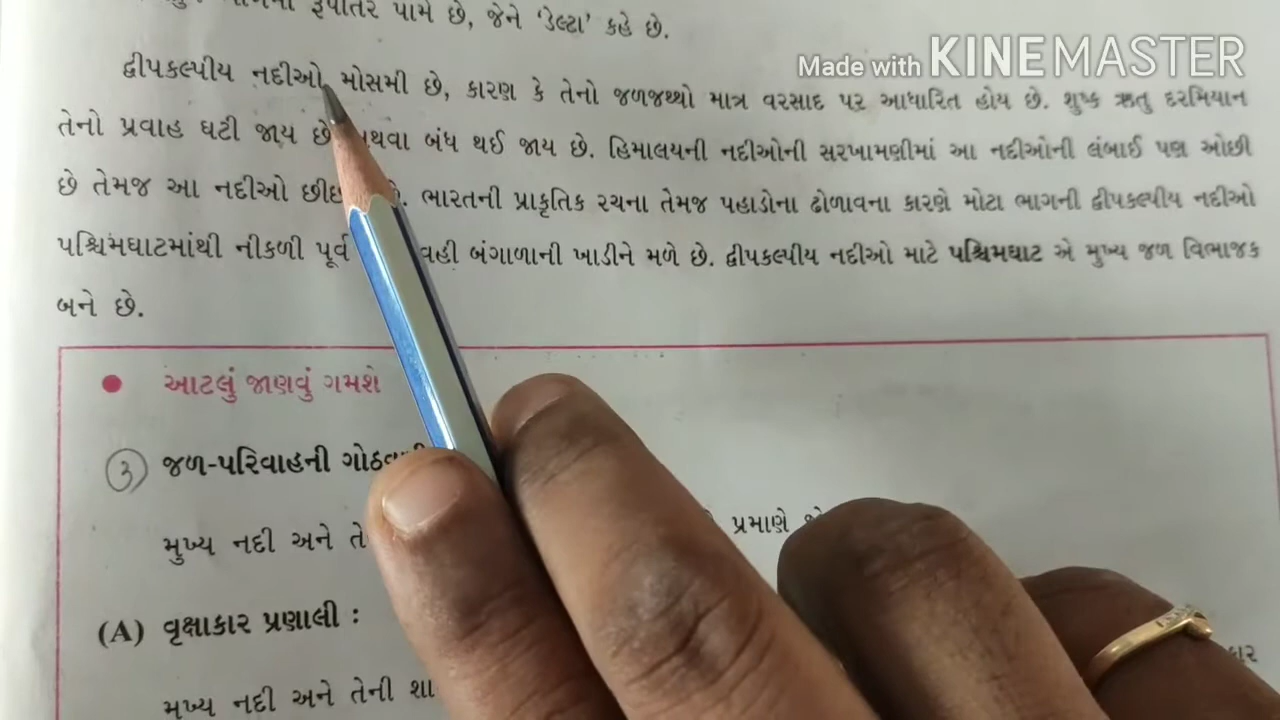 રૂપાંતર પામે છે, જેને ‘ડેલ્ટા’ કહે છે.
Made with KINEMASTER
દ્વીપકલ્પીય નદીઓ મોસમી છે, કારણ કે તેનો જળજથ્થો માત્ર વરસાદ પર આધારિત હોય છે. શુષ્ક ઋતુ દરમિયાન
તેનો પ્રવાહ ઘટી જાય છે બંધ થઈ જાય છે. હિમાલયની નદીઓની સરખામણીમાં આ નદીઓની લંબાઈ પણ ઓછી
છે તેમજ આ નદીઓ ભારતની પ્રાકૃતિક રચના તેમજ પહાડોના ઢોળાવના કારણે મોટા ભાગની દ્વીપકલ્પીય નદીઓ
પશ્ચિમઘાટમાંથી નીકળી પૂર્વ વહી બંગાળાની ખાડીને મળે છે. દ્વીપકલ્પીય નદીઓ માટે પશ્ચિમઘાટ એ મુખ્ય જળ વિભાજક
બને છે.
● આટલું જાણવું ગમશે
૩ જળ-પરિવાહની
મુખ્ય નદી અને પ્રમાણે
(A) વૃક્ષાકાર પ્રણાલી :
મુખ્ય નદી અને તેની